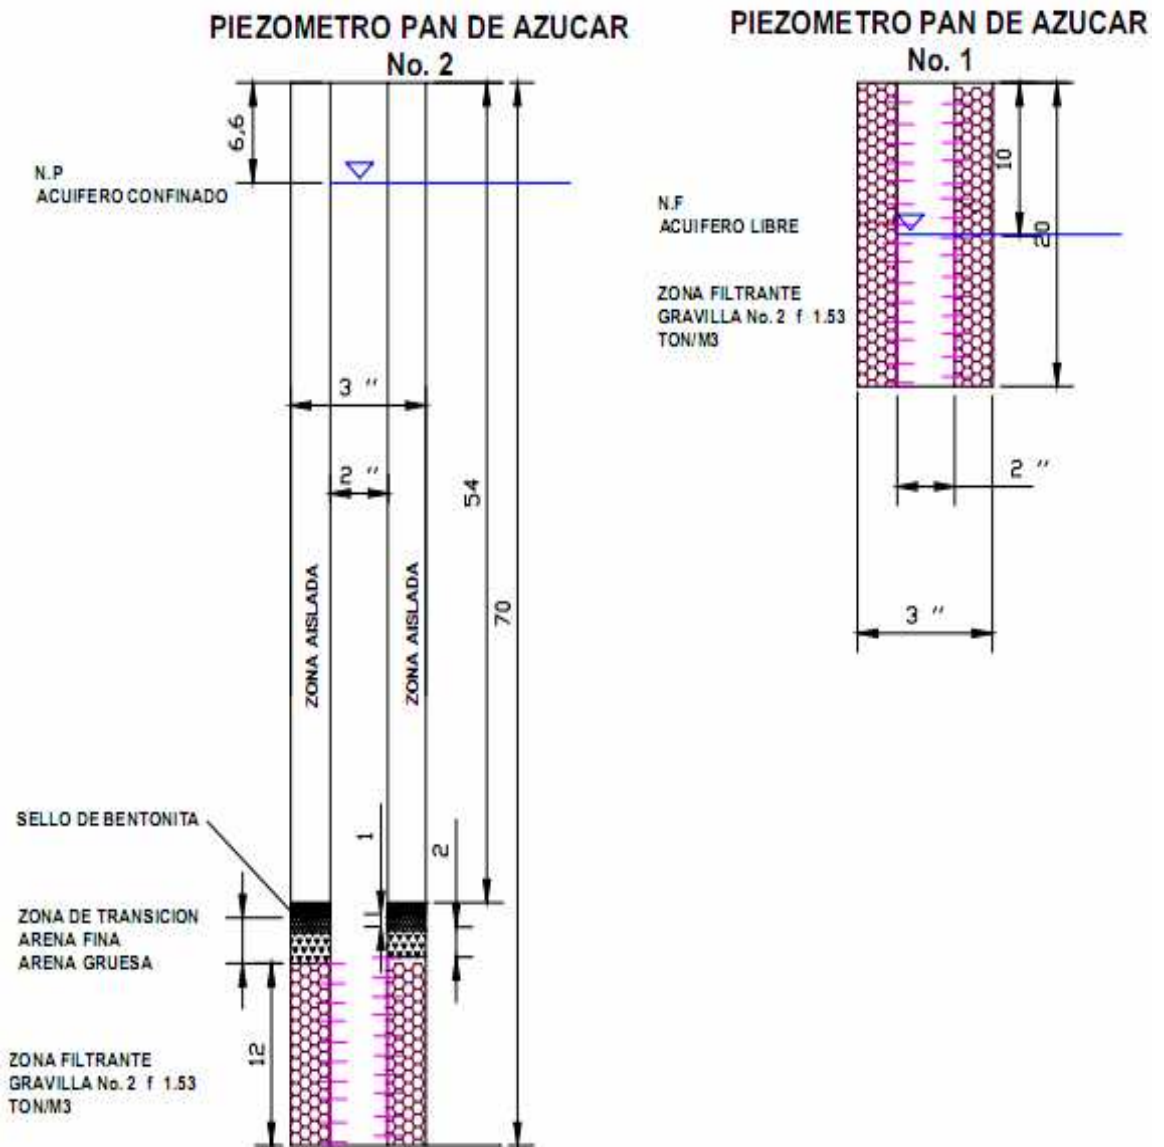 PIEZOMETRO PAN DE AZUCAR
No. 2
6,6
N.P
ACUIFERO CONFINADO
3 "
2 "
54
70
ZONA AISLADA
ZONA AISLADA
SELLO DE BENTONITA
1
2
ZONA DE TRANSICION
ARENA FINA
ARENA GRUESA
12
ZONA FILTRANTE
GRAVILLA No. 2 f 1.53
TON/M3
PIEZOMETRO PAN DE AZUCAR
No. 1
10
20
N.F
ACUIFERO LIBRE
ZONA FILTRANTE
GRAVILLA No. 2 f 1.53
TON/M3
2 "
3 "